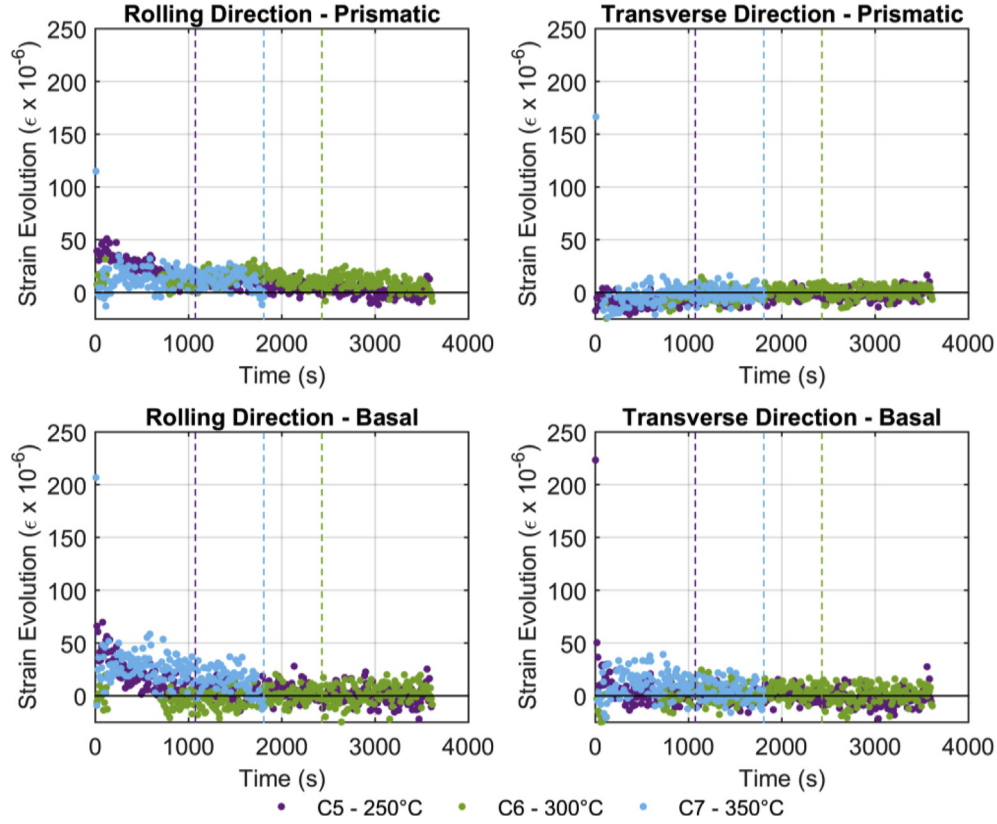 Rolling Direction - Prismatic
Strain Evolution (ϵ x 10-6)
250
200
150
100
50
0
0 1000 2000 3000 4000
Time (s)
Transverse Direction - Prismatic
Strain Evolution (ϵ x 10-6)
250
200
150
100
50
0
0 1000 2000 3000 4000
Time (s)
Rolling Direction - Basal
Strain Evolution (ϵ x 10-6)
250
200
150
100
50
0
0 1000 2000 3000 4000
Time (s)
Transverse Direction - Basal
Strain Evolution (ϵ x 10-6)
250
200
150
100
50
0
0 1000 2000 3000 4000
Time (s)
C5 - 250°C C6 - 300°C C7 - 350°C